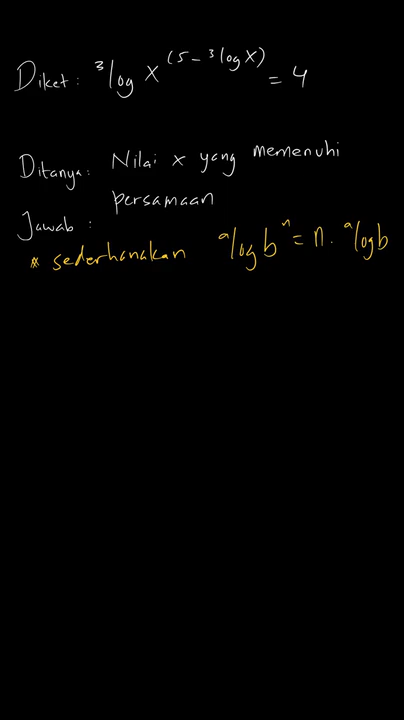 Diket: ³log x^(5 - ³log x) = 4
Ditanya: Nilai x yang memenuhi
persamaan
Jawab:
* sederhanakan ᵃlog bⁿ = n. ᵃlog b